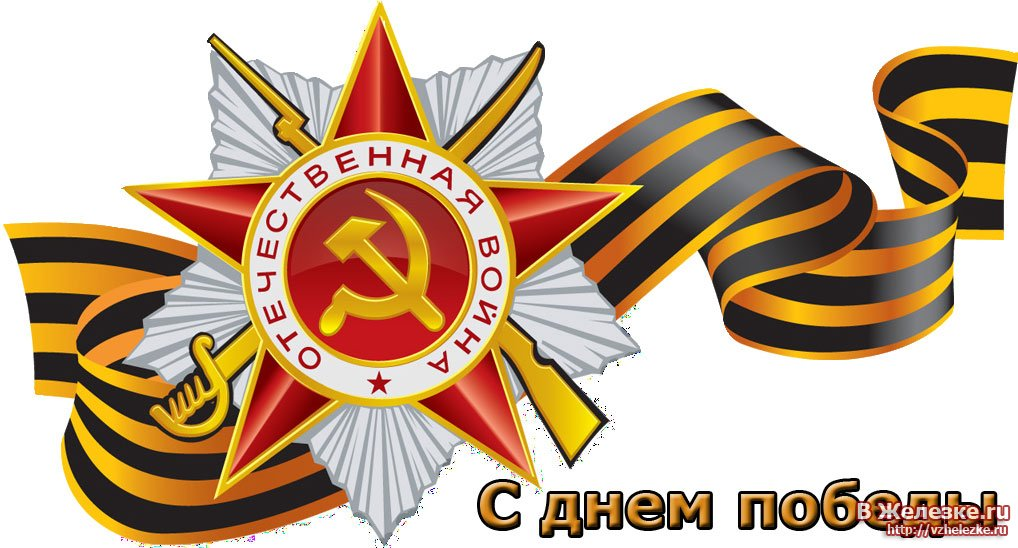 ОТЕЧЕСТВЕННАЯ ВОЙНА
С днем победы
В Железке.ru
http://vzhelezke.ru